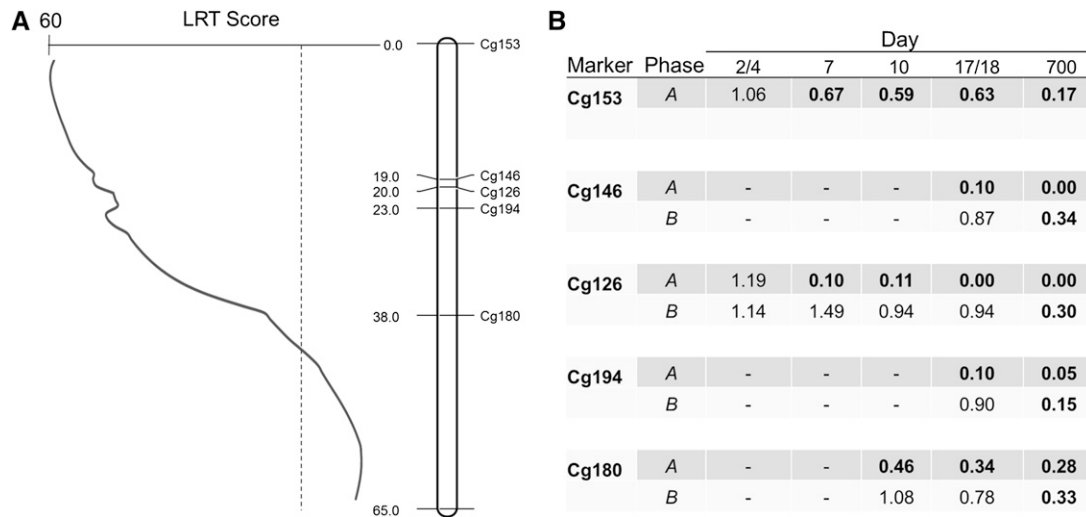 A
60
LRT Score
0.0 Cg153
19.0 Cg146
20.0 Cg126
23.0 Cg194
38.0 Cg180
65.0
B
Day
Marker Phase 2/4 7 10 17/18 700
Cg153 A 1.06 0.67 0.59 0.63 0.17
Cg146 A - - - 0.10 0.00
B - - - 0.87 0.34
Cg126 A 1.19 0.10 0.11 0.00 0.00
B 1.14 1.49 0.94 0.94 0.30
Cg194 A - - - 0.10 0.05
B - - - 0.90 0.15
Cg180 A - - 0.46 0.34 0.28
B - - 1.08 0.78 0.33